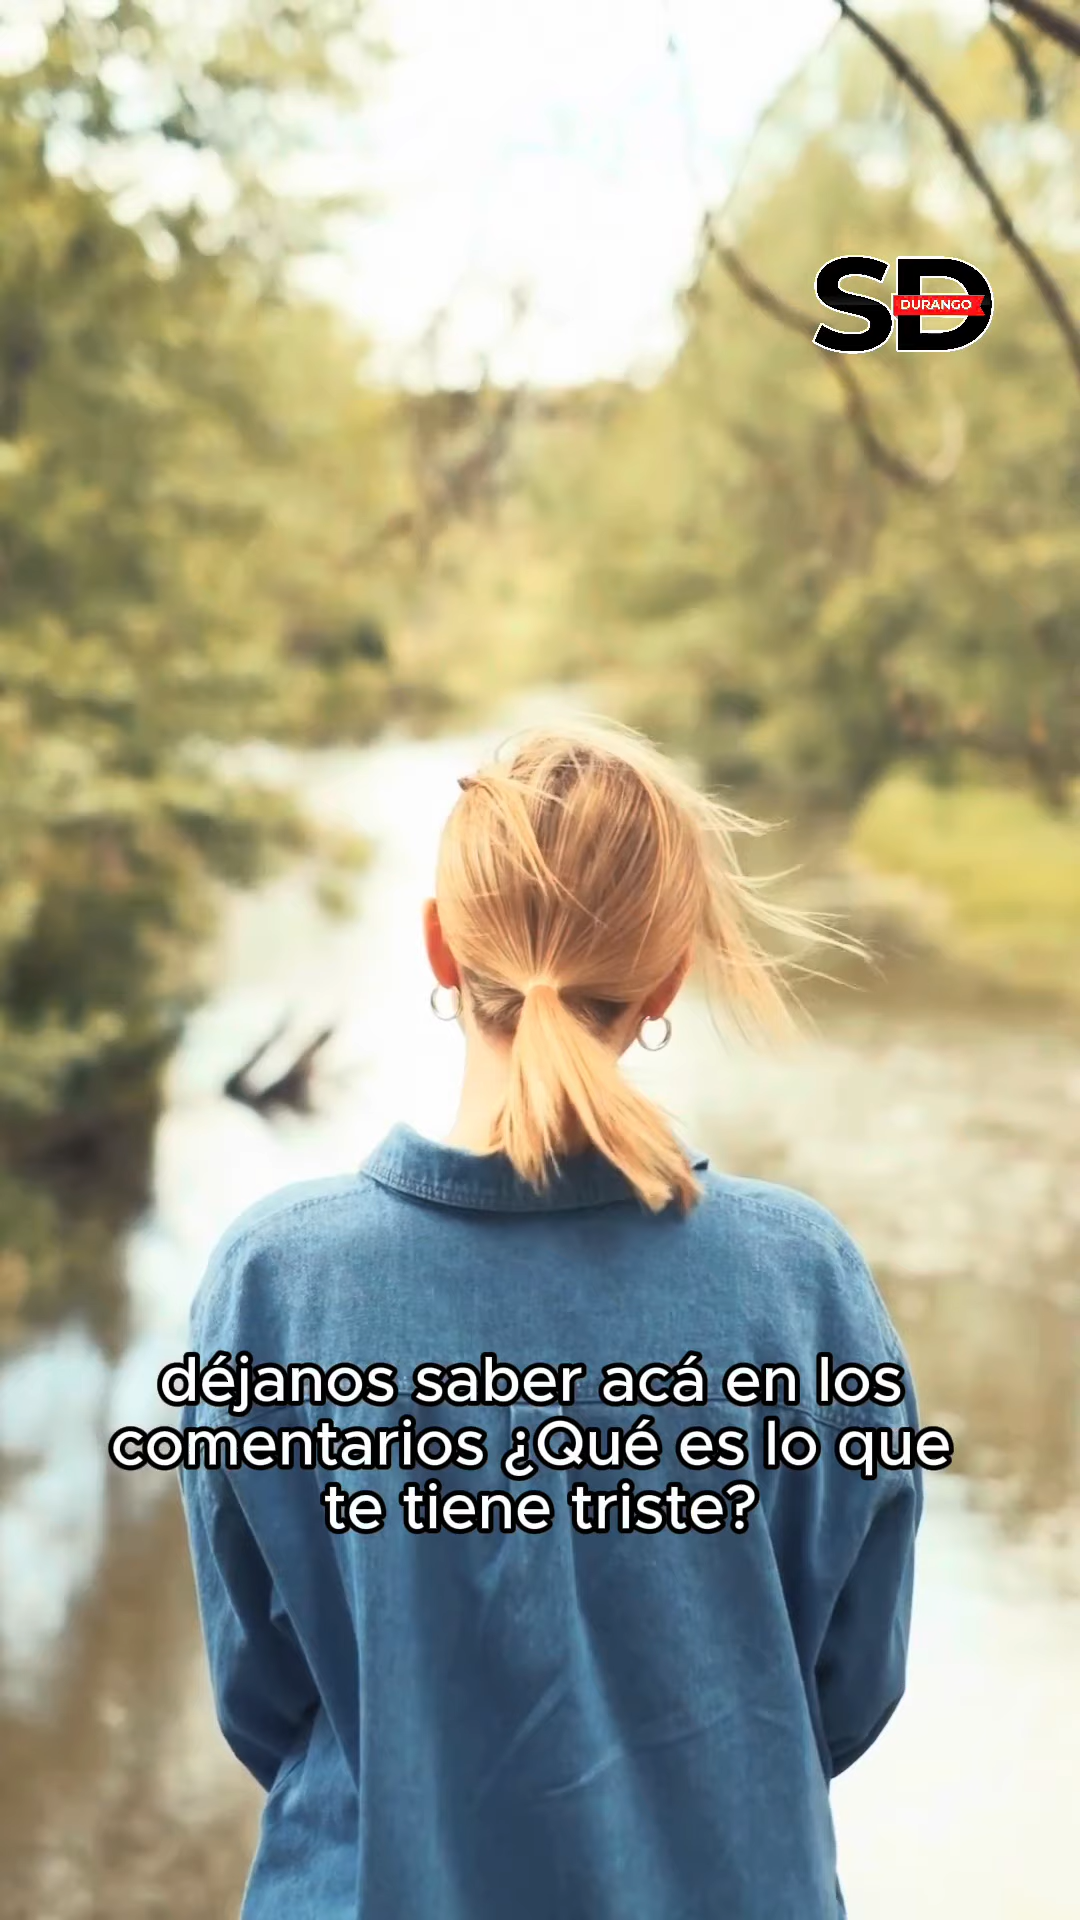 SD
DURANGO
déjanos saber acá en los
comentarios ¿Qué es lo que
te tiene triste?